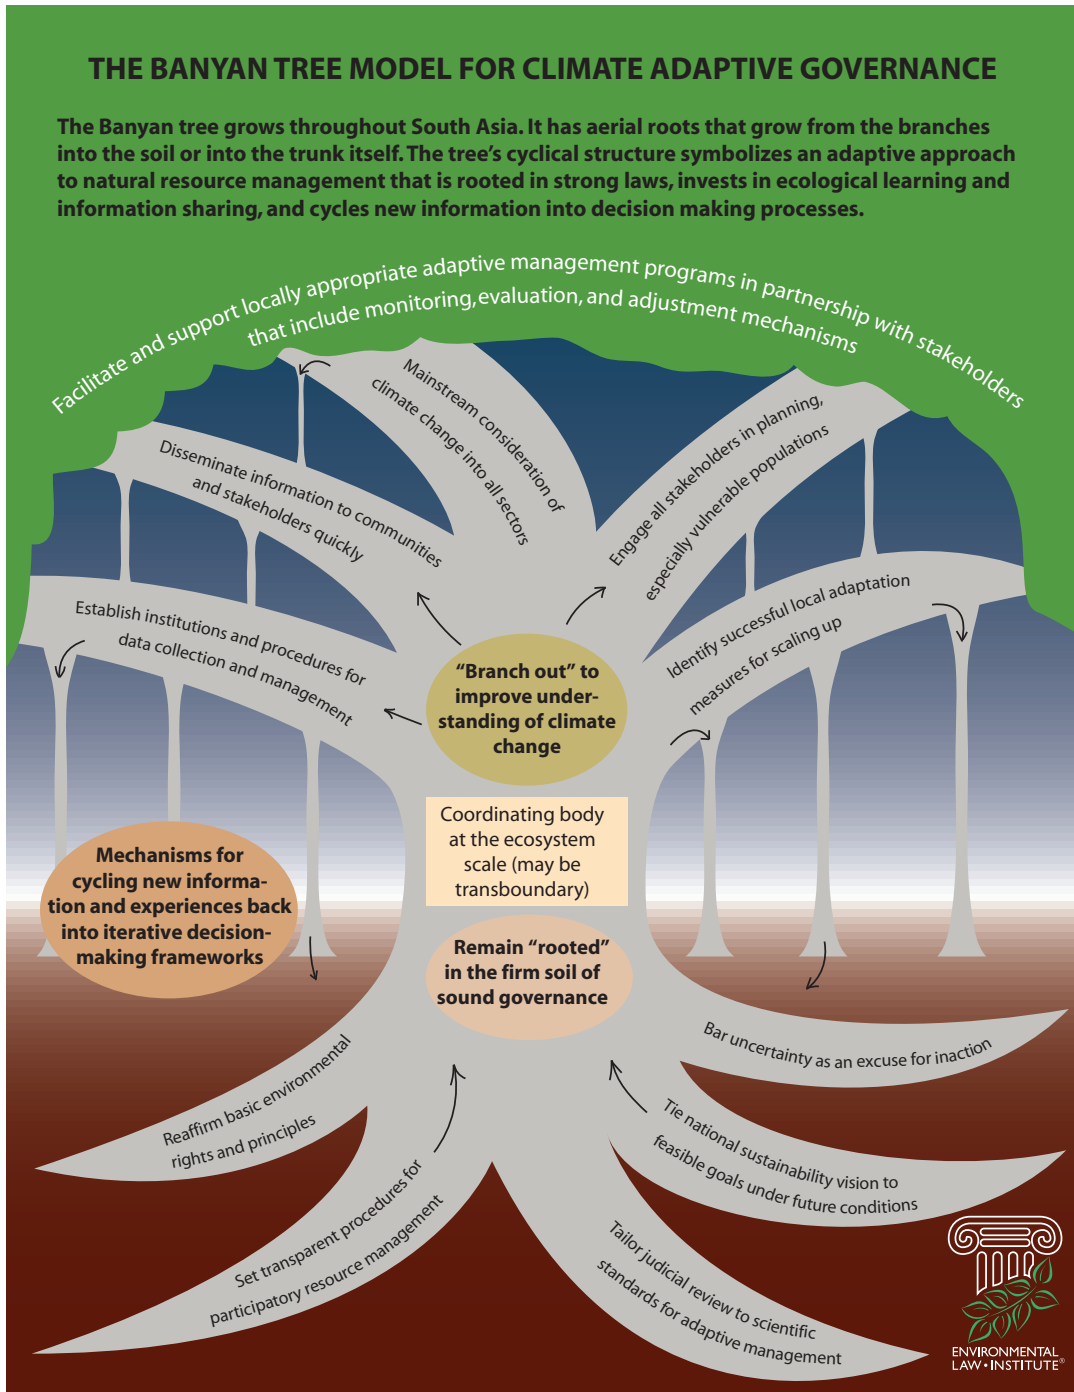 THE BANYAN TREE MODEL FOR CLIMATE ADAPTIVE GOVERNANCE
The Banyan tree grows throughout South Asia. It has aerial roots that grow from the branches
into the soil or into the trunk itself. The tree's cyclical structure symbolizes an adaptive approach
to natural resource management that is rooted in strong laws, invests in ecological learning and
information sharing, and cycles new information into decision making processes.
Facilitate and support locally appropriate adaptive management programs in partnership with stakeholders
that include monitoring, evaluation, and adjustment mechanisms
Mainstream consideration of
climate change into all sectors
Engage all stakeholders in planning,
especially vulnerable populations
Disseminate information to communities
and stakeholders quickly
Establish institutions and procedures for
data collection and management
Identify successful local adaptation
measures for scaling up
"Branch out" to
improve under-
standing of climate
change
Coordinating body
at the ecosystem
scale (may be
transboundary)
Mechanisms for
cycling new informa-
tion and experiences back
into iterative decision-
making frameworks
Remain "rooted"
in the firm soil of
sound governance
Reaffirm basic environmental
rights and principles
Bar uncertainty as an excuse for inaction
Set transparent procedures for
participatory resource management
Tie national sustainability vision to
feasible goals under future conditions
Tailor judicial review to scientific
standards for adaptive management
ENVIRONMENTAL
LAW • INSTITUTE®